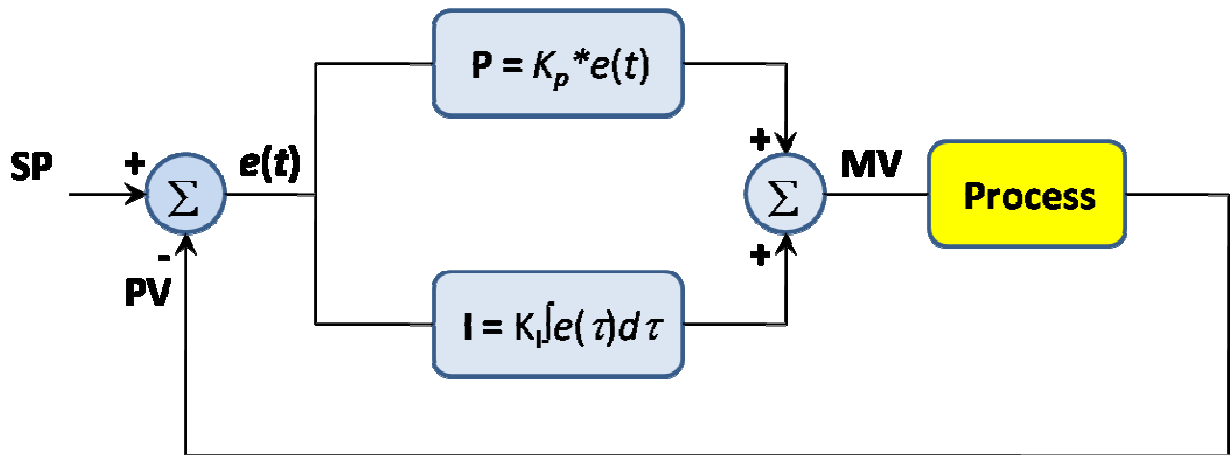 P = Kp*e(t)
SP
+
Σ
e(t)
+
Σ
MV
Process
-
PV
+
I = KI∫e(τ)dτ